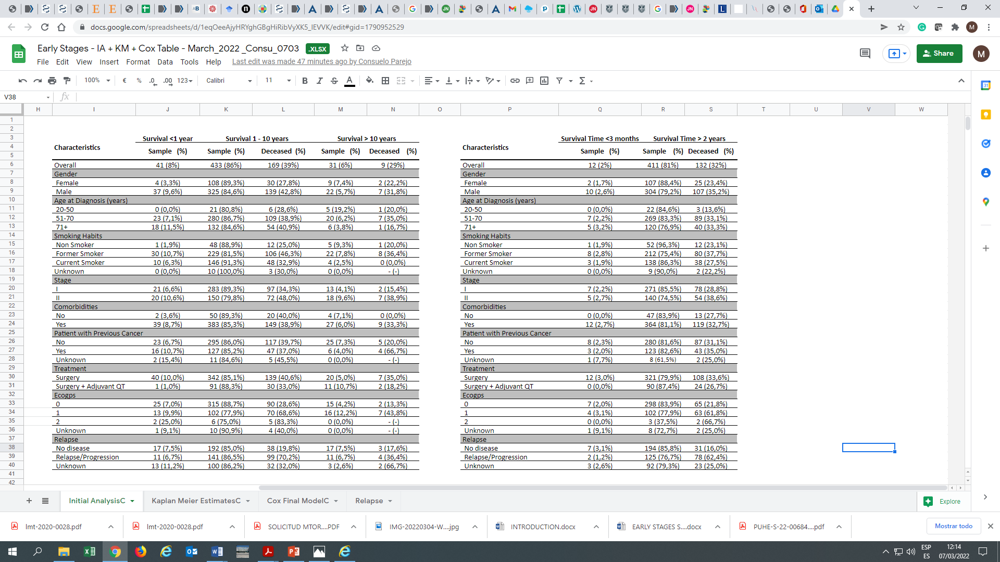 docs.google.com/spreadsheets/d/1eqOeeAjyHRYghGBgHiRibVyXK5_lEVVK/edit#gid=1790952529
Early Stages - IA + KM + Cox Table - March_2022 _Consu_0703 .XLSX
Share
M
File Edit View Insert Format Data Tools Help Last edit was made 47 minutes ago by Consuelo Parejo
100% € % .0 .00 123 Calibri 11 B I S A
V38 fx
H I J K L M N O P Q R S T U V W
Survival <1 year Survival 1 - 10 years Survival > 10 years Survival Time <3 months Survival Time > 2 years
Characteristics Sample (%) Sample (%) Deceased (%) Sample (%) Deceased (%) Characteristics Sample (%) Sample (%) Deceased (%)
6 Overall 41 (8%) 433 (86%) 169 (39%) 31 (6%) 9 (29%) Overall 12 (2%) 411 (81%) 132 (32%)
7 Gender Gender
8 Female 4 (3,3%) 108 (89,3%) 30 (27,8%) 9 (7,4%) 2 (22,2%) Female 2 (1,7%) 107 (88,4%) 25 (23,4%)
9 Male 37 (9,6%) 325 (84,6%) 139 (42,8%) 22 (5,7%) 7 (31,8%) Male 10 (2,6%) 304 (79,2%) 107 (35,2%)
10 Age at Diagnosis (years) Age at Diagnosis (years)
11 20-50 0 (0,0%) 21 (80,8%) 6 (28,6%) 5 (19,2%) 1 (20,0%) 20-50 0 (0,0%) 22 (84,6%) 3 (13,6%)
12 51-70 23 (7,1%) 280 (86,7%) 109 (38,9%) 20 (6,2%) 7 (35,0%) 51-70 7 (2,2%) 269 (83,3%) 89 (33,1%)
13 71+ 18 (11,5%) 132 (84,6%) 54 (40,9%) 6 (3,8%) 1 (16,7%) 71+ 5 (3,2%) 120 (76,9%) 40 (33,3%)
14 Smoking Habits Smoking Habits
15 Non Smoker 1 (1,9%) 48 (88,9%) 12 (25,0%) 5 (9,3%) 1 (20,0%) Non Smoker 1 (1,9%) 52 (96,3%) 12 (23,1%)
16 Former Smoker 30 (10,7%) 229 (81,5%) 106 (46,3%) 22 (7,8%) 8 (36,4%) Former Smoker 8 (2,8%) 212 (75,4%) 80 (37,7%)
17 Current Smoker 10 (6,3%) 146 (91,3%) 48 (32,9%) 4 (2,5%) 0 (0,0%) Current Smoker 3 (1,9%) 138 (86,3%) 38 (27,5%)
18 Unknown 0 (0,0%) 10 (100,0%) 3 (30,0%) 0 (0,0%) - (-) Unknown 0 (0,0%) 9 (90,0%) 2 (22,2%)
19 Stage Stage
20 I 21 (6,6%) 283 (89,3%) 97 (34,3%) 13 (4,1%) 2 (15,4%) I 7 (2,2%) 271 (85,5%) 78 (28,8%)
21 II 20 (10,6%) 150 (79,8%) 72 (48,0%) 18 (9,6%) 7 (38,9%) II 5 (2,7%) 140 (74,5%) 54 (38,6%)
22 Comorbidities Comorbidities
23 No 2 (3,6%) 50 (89,3%) 20 (40,0%) 4 (7,1%) 0 (0,0%) No 0 (0,0%) 47 (83,9%) 13 (27,7%)
24 Yes 39 (8,7%) 383 (85,3%) 149 (38,9%) 27 (6,0%) 9 (33,3%) Yes 12 (2,7%) 364 (81,1%) 119 (32,7%)
25 Patient with Previous Cancer Patient with Previous Cancer
26 No 23 (6,7%) 295 (86,0%) 117 (39,7%) 25 (7,3%) 5 (20,0%) No 8 (2,3%) 280 (81,6%) 87 (31,1%)
27 Yes 16 (10,7%) 127 (85,2%) 47 (37,0%) 6 (4,0%) 4 (66,7%) Yes 3 (2,0%) 123 (82,6%) 43 (35,0%)
28 Unknown 2 (15,4%) 11 (84,6%) 5 (45,5%) 0 (0,0%) - (-) Unknown 1 (7,7%) 8 (61,5%) 2 (25,0%)
29 Treatment Treatment
30 Surgery 40 (10,0%) 342 (85,1%) 139 (40,6%) 20 (5,0%) 7 (35,0%) Surgery 12 (3,0%) 321 (79,9%) 108 (33,6%)
31 Surgery + Adjuvant QT 1 (1,0%) 91 (88,3%) 30 (33,0%) 11 (10,7%) 2 (18,2%) Surgery + Adjuvant QT 0 (0,0%) 90 (87,4%) 24 (26,7%)
32 Ecogps Ecogps
33 0 25 (7,0%) 315 (88,7%) 90 (28,6%) 15 (4,2%) 2 (13,3%) 0 7 (2,0%) 298 (83,9%) 65 (21,8%)
34 1 13 (9,9%) 102 (77,9%) 70 (68,6%) 16 (12,2%) 7 (43,8%) 1 4 (3,1%) 102 (77,9%) 63 (61,8%)
35 2 2 (25,0%) 6 (75,0%) 5 (83,3%) 0 (0,0%) - (-) 2 0 (0,0%) 3 (37,5%) 2 (66,7%)
36 Unknown 1 (9,1%) 10 (90,9%) 4 (40,0%) 0 (0,0%) - (-) Unknown 1 (9,1%) 8 (72,7%) 2 (25,0%)
37 Relapse Relapse
38 No disease 17 (7,5%) 192 (85,0%) 38 (19,8%) 17 (7,5%) 3 (17,6%) No disease 7 (3,1%) 194 (85,8%) 31 (16,0%)
39 Relapse/Progression 11 (6,7%) 141 (86,5%) 99 (70,2%) 11 (6,7%) 4 (36,4%) Relapse/Progression 2 (1,2%) 125 (76,7%) 78 (62,4%)
40 Unknown 13 (11,2%) 100 (86,2%) 32 (32,0%) 3 (2,6%) 2 (66,7%) Unknown 3 (2,6%) 92 (79,3%) 23 (25,0%)
41
42
Initial AnalysisC Kaplan Meier EstimatesC Cox Final ModelC Relapse Explore
lmt-2020-0028.pdf lmt-2020-0028.pdf SOLICITUD MTOR....PDF IMG-20220304-W....jpg INTRODUCTION.docx EARLY STAGES S....docx PUHE-S-22-00684....pdf Mostrar todo
ESP 12:14
ES 07/03/2022